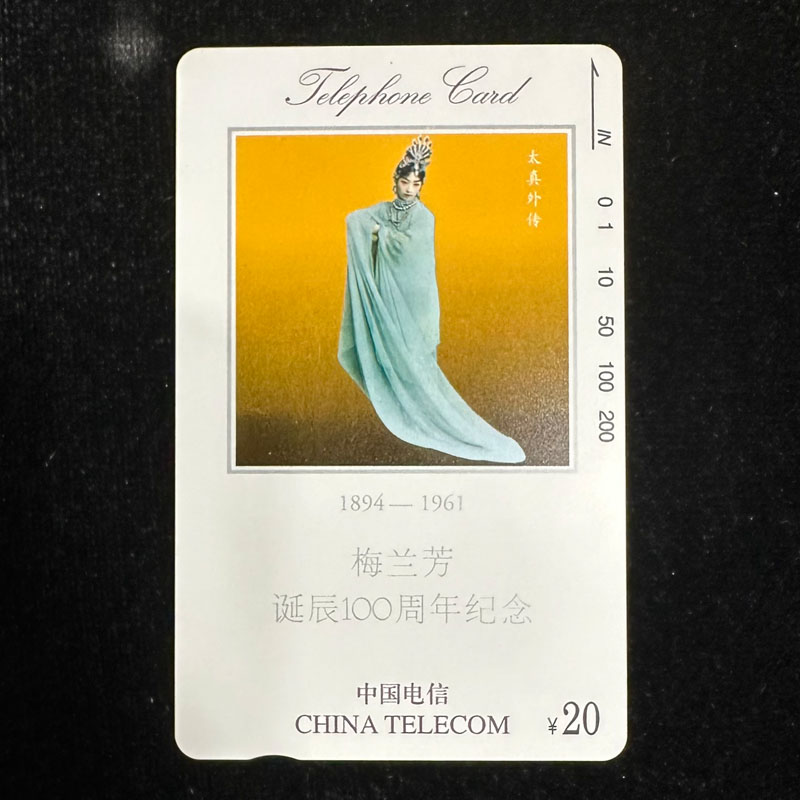 Telephone Card
太真外传
IN
0 1 10 50 100 200
1894—1961
梅兰芳
诞辰100周年纪念
中国电信
CHINA TELECOM
¥20